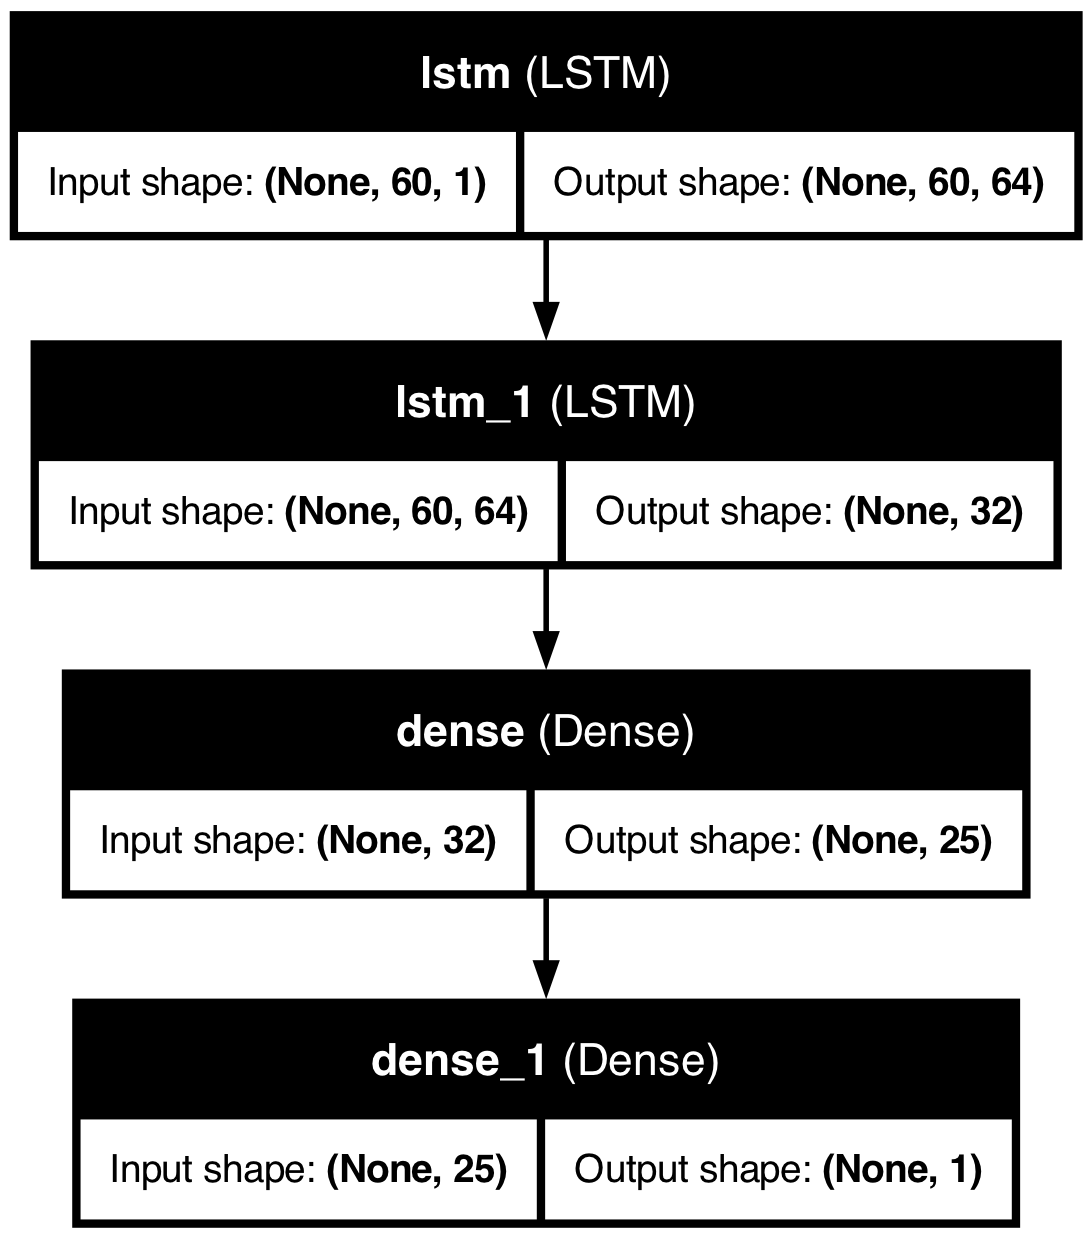 lstm (LSTM)
Input shape: (None, 60, 1)
Output shape: (None, 60, 64)
lstm_1 (LSTM)
Input shape: (None, 60, 64)
Output shape: (None, 32)
dense (Dense)
Input shape: (None, 32)
Output shape: (None, 25)
dense_1 (Dense)
Input shape: (None, 25)
Output shape: (None, 1)